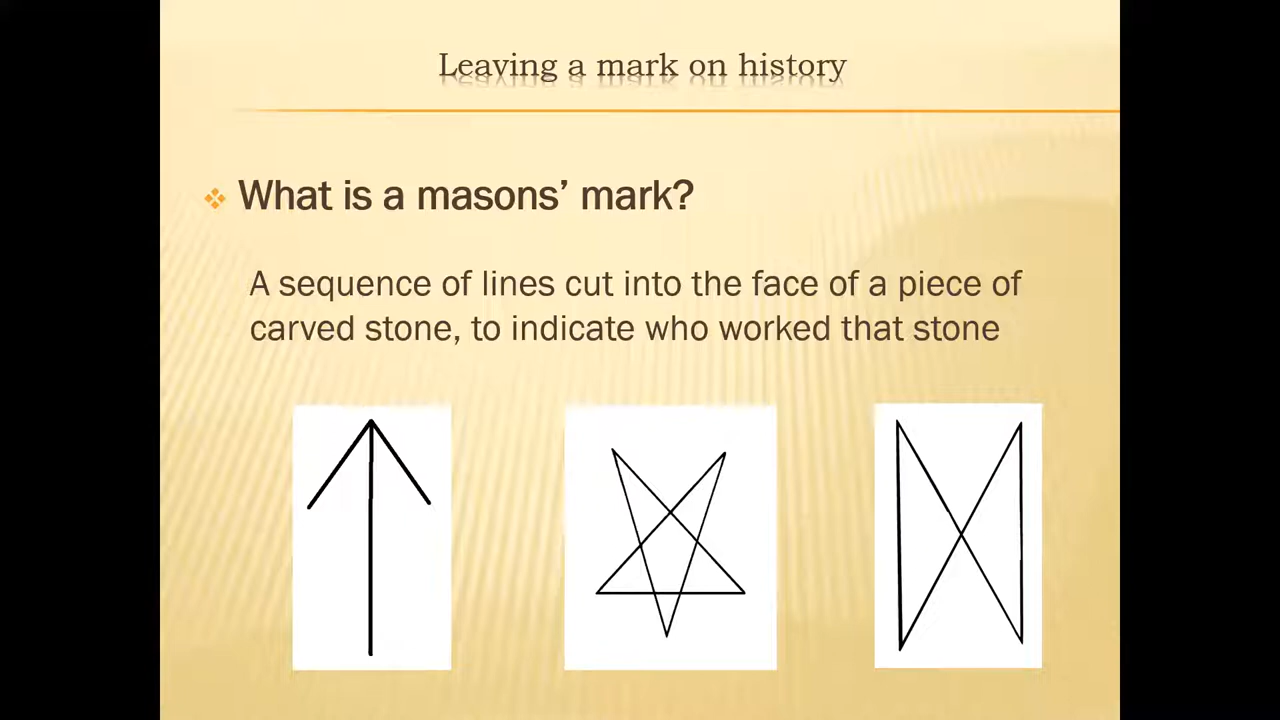 Leaving a mark on history
What is a masons’ mark?
A sequence of lines cut into the face of a piece of
carved stone, to indicate who worked that stone